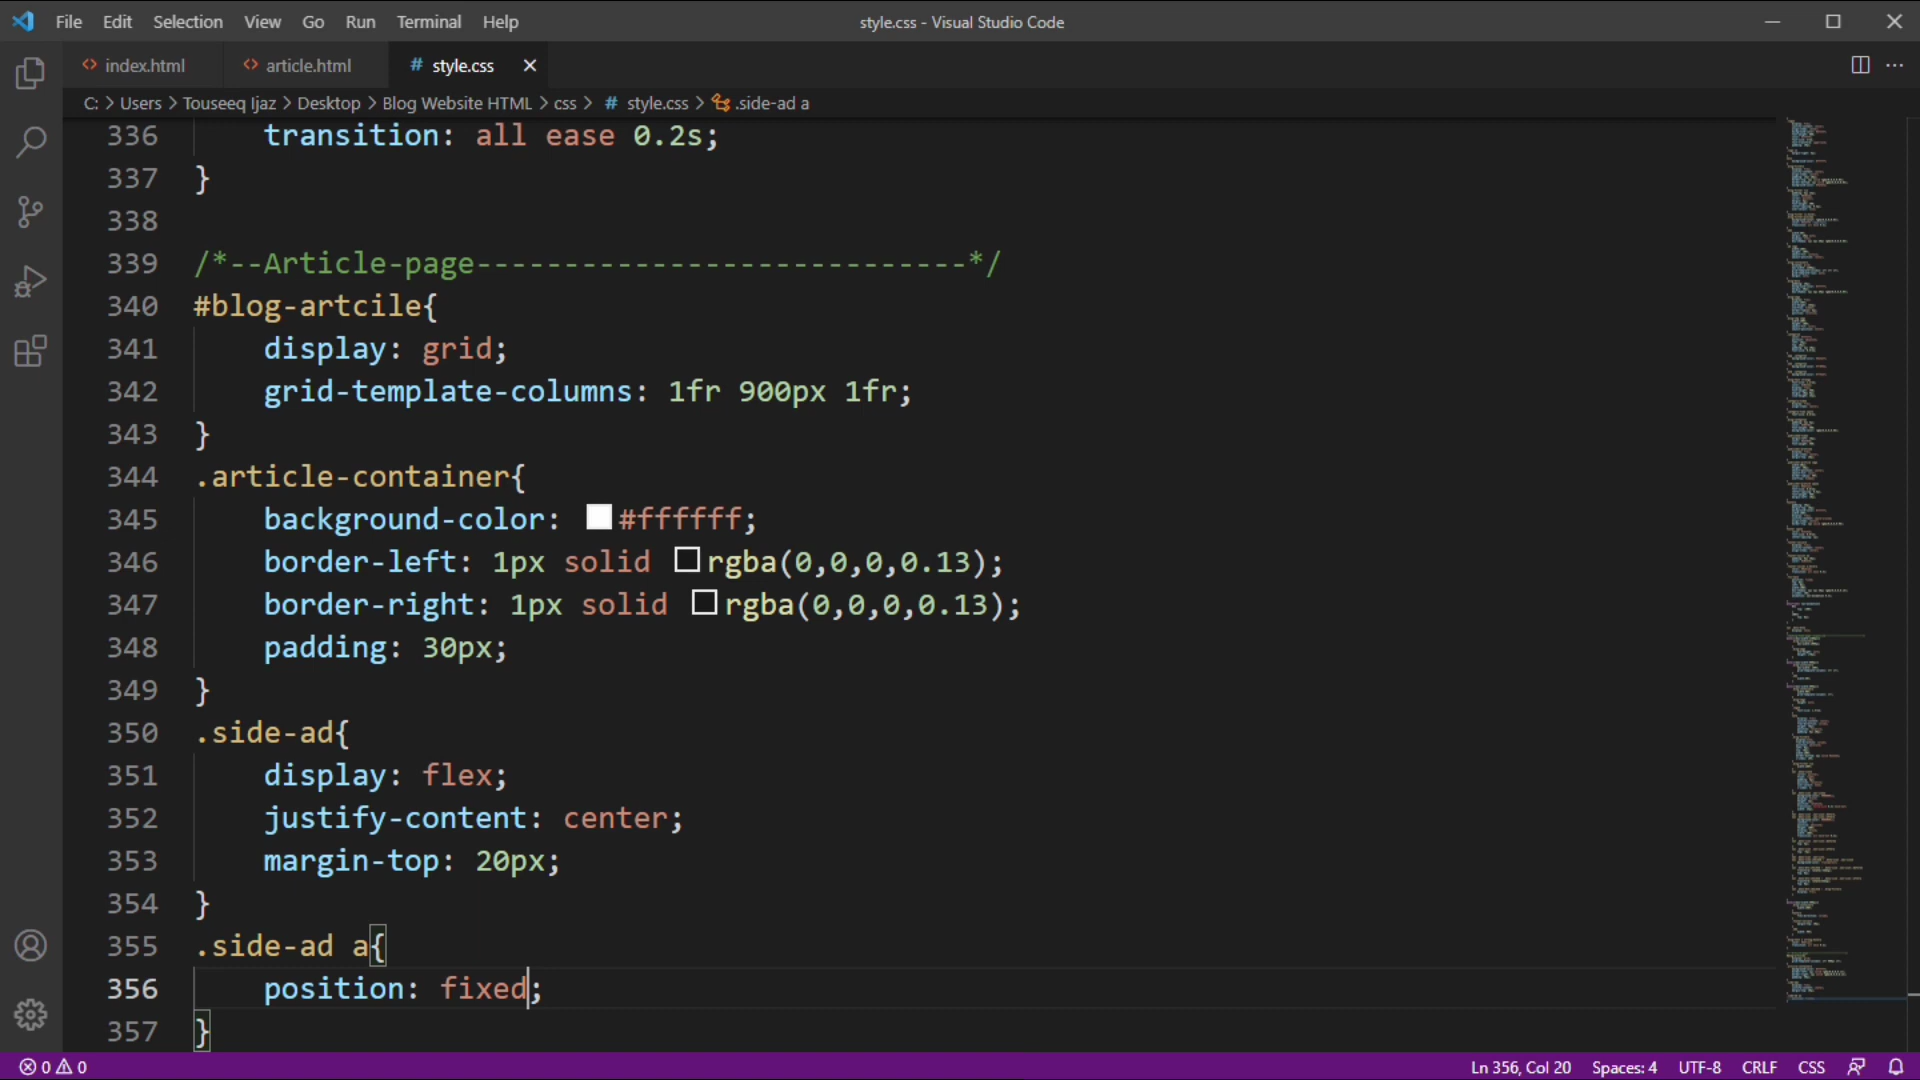 File Edit Selection View Go Run Terminal Help style.css - Visual Studio Code
index.html article.html # style.css
C: > Users > Touseeq Ijaz > Desktop > Blog Website HTML > css > # style.css > .side-ad a
336 transition: all ease 0.2s;
337 }
338
339 /*--Article-page----------------------------*/
340 #blog-artcile{
341 display: grid;
342 grid-template-columns: 1fr 900px 1fr;
343 }
344 .article-container{
345 background-color: #ffffff;
346 border-left: 1px solid rgba(0,0,0,0.13);
347 border-right: 1px solid rgba(0,0,0,0.13);
348 padding: 30px;
349 }
350 .side-ad{
351 display: flex;
352 justify-content: center;
353 margin-top: 20px;
354 }
355 .side-ad a{
356 position: fixed;
357 }
0 0 Ln 356, Col 20 Spaces: 4 UTF-8 CRLF CSS